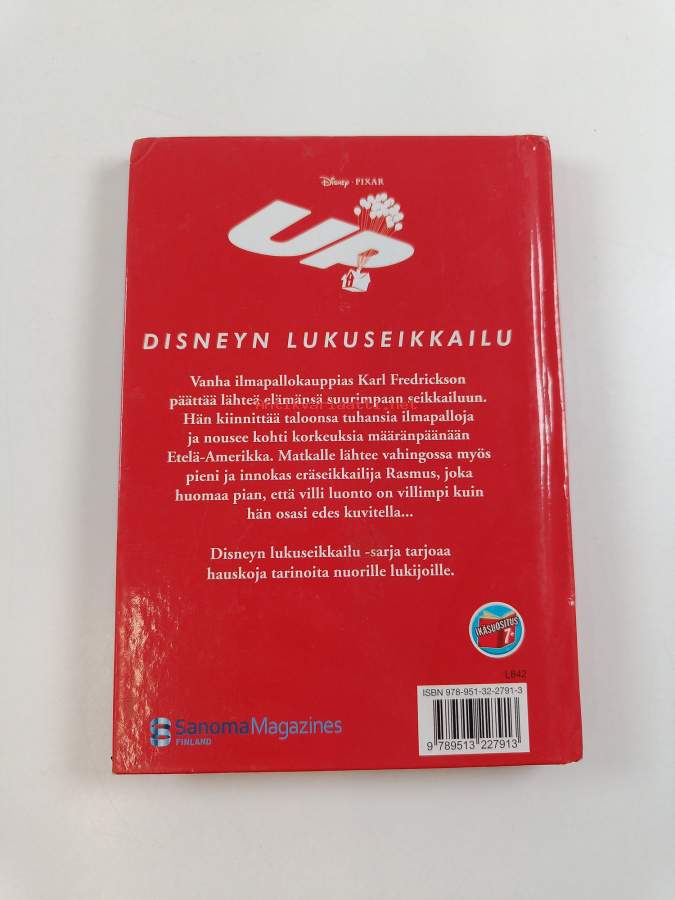 Disney · PIXAR
UP
DISNEYN LUKUSEIKKAILU
Vanha ilmapallokauppias Karl Fredrickson
päättää lähteä elämänsä suurimpaan seikkailuun.
Antikvariaatti.net
Hän kiinnittää taloonsa tuhansia ilmapalloja
ja nousee kohti korkeuksia määränpäänään
Etelä-Amerikka. Matkalle lähtee vahingossa myös
pieni ja innokas eräseikkailija Rasmus, joka
huomaa pian, että villi luonto on villimpi kuin
hän osasi edes kuvitella...
Disneyn lukuseikkailu -sarja tarjoaa
hauskoja tarinoita nuorille lukijoille.
IKÄSUOSITUS
7+
L842
ISBN 978-951-32-2791-3
9 789513 227913
SanomaMagazines
FINLAND